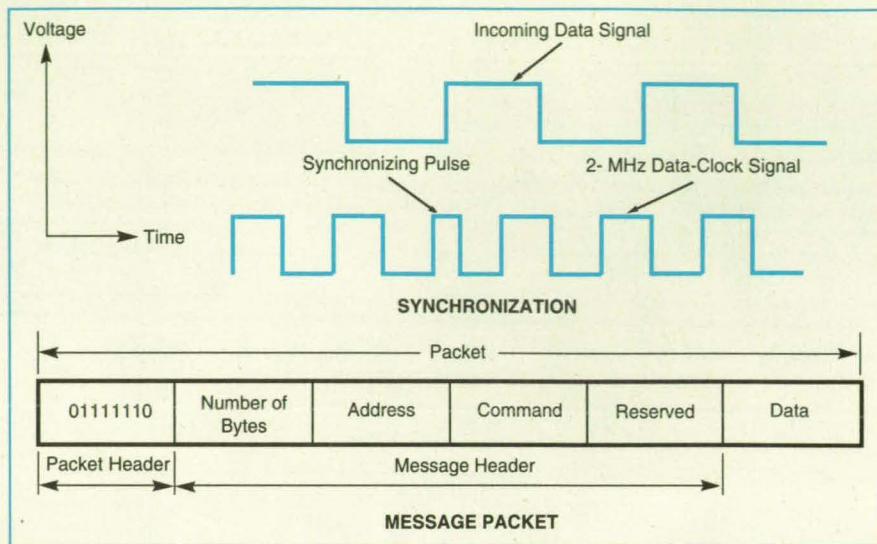 Voltage
Incoming Data Signal
Synchronizing Pulse
2- MHz Data-Clock Signal
Time
SYNCHRONIZATION
Packet
01111110
Number of
Bytes
Address
Command
Reserved
Data
Packet Header
Message Header
MESSAGE PACKET